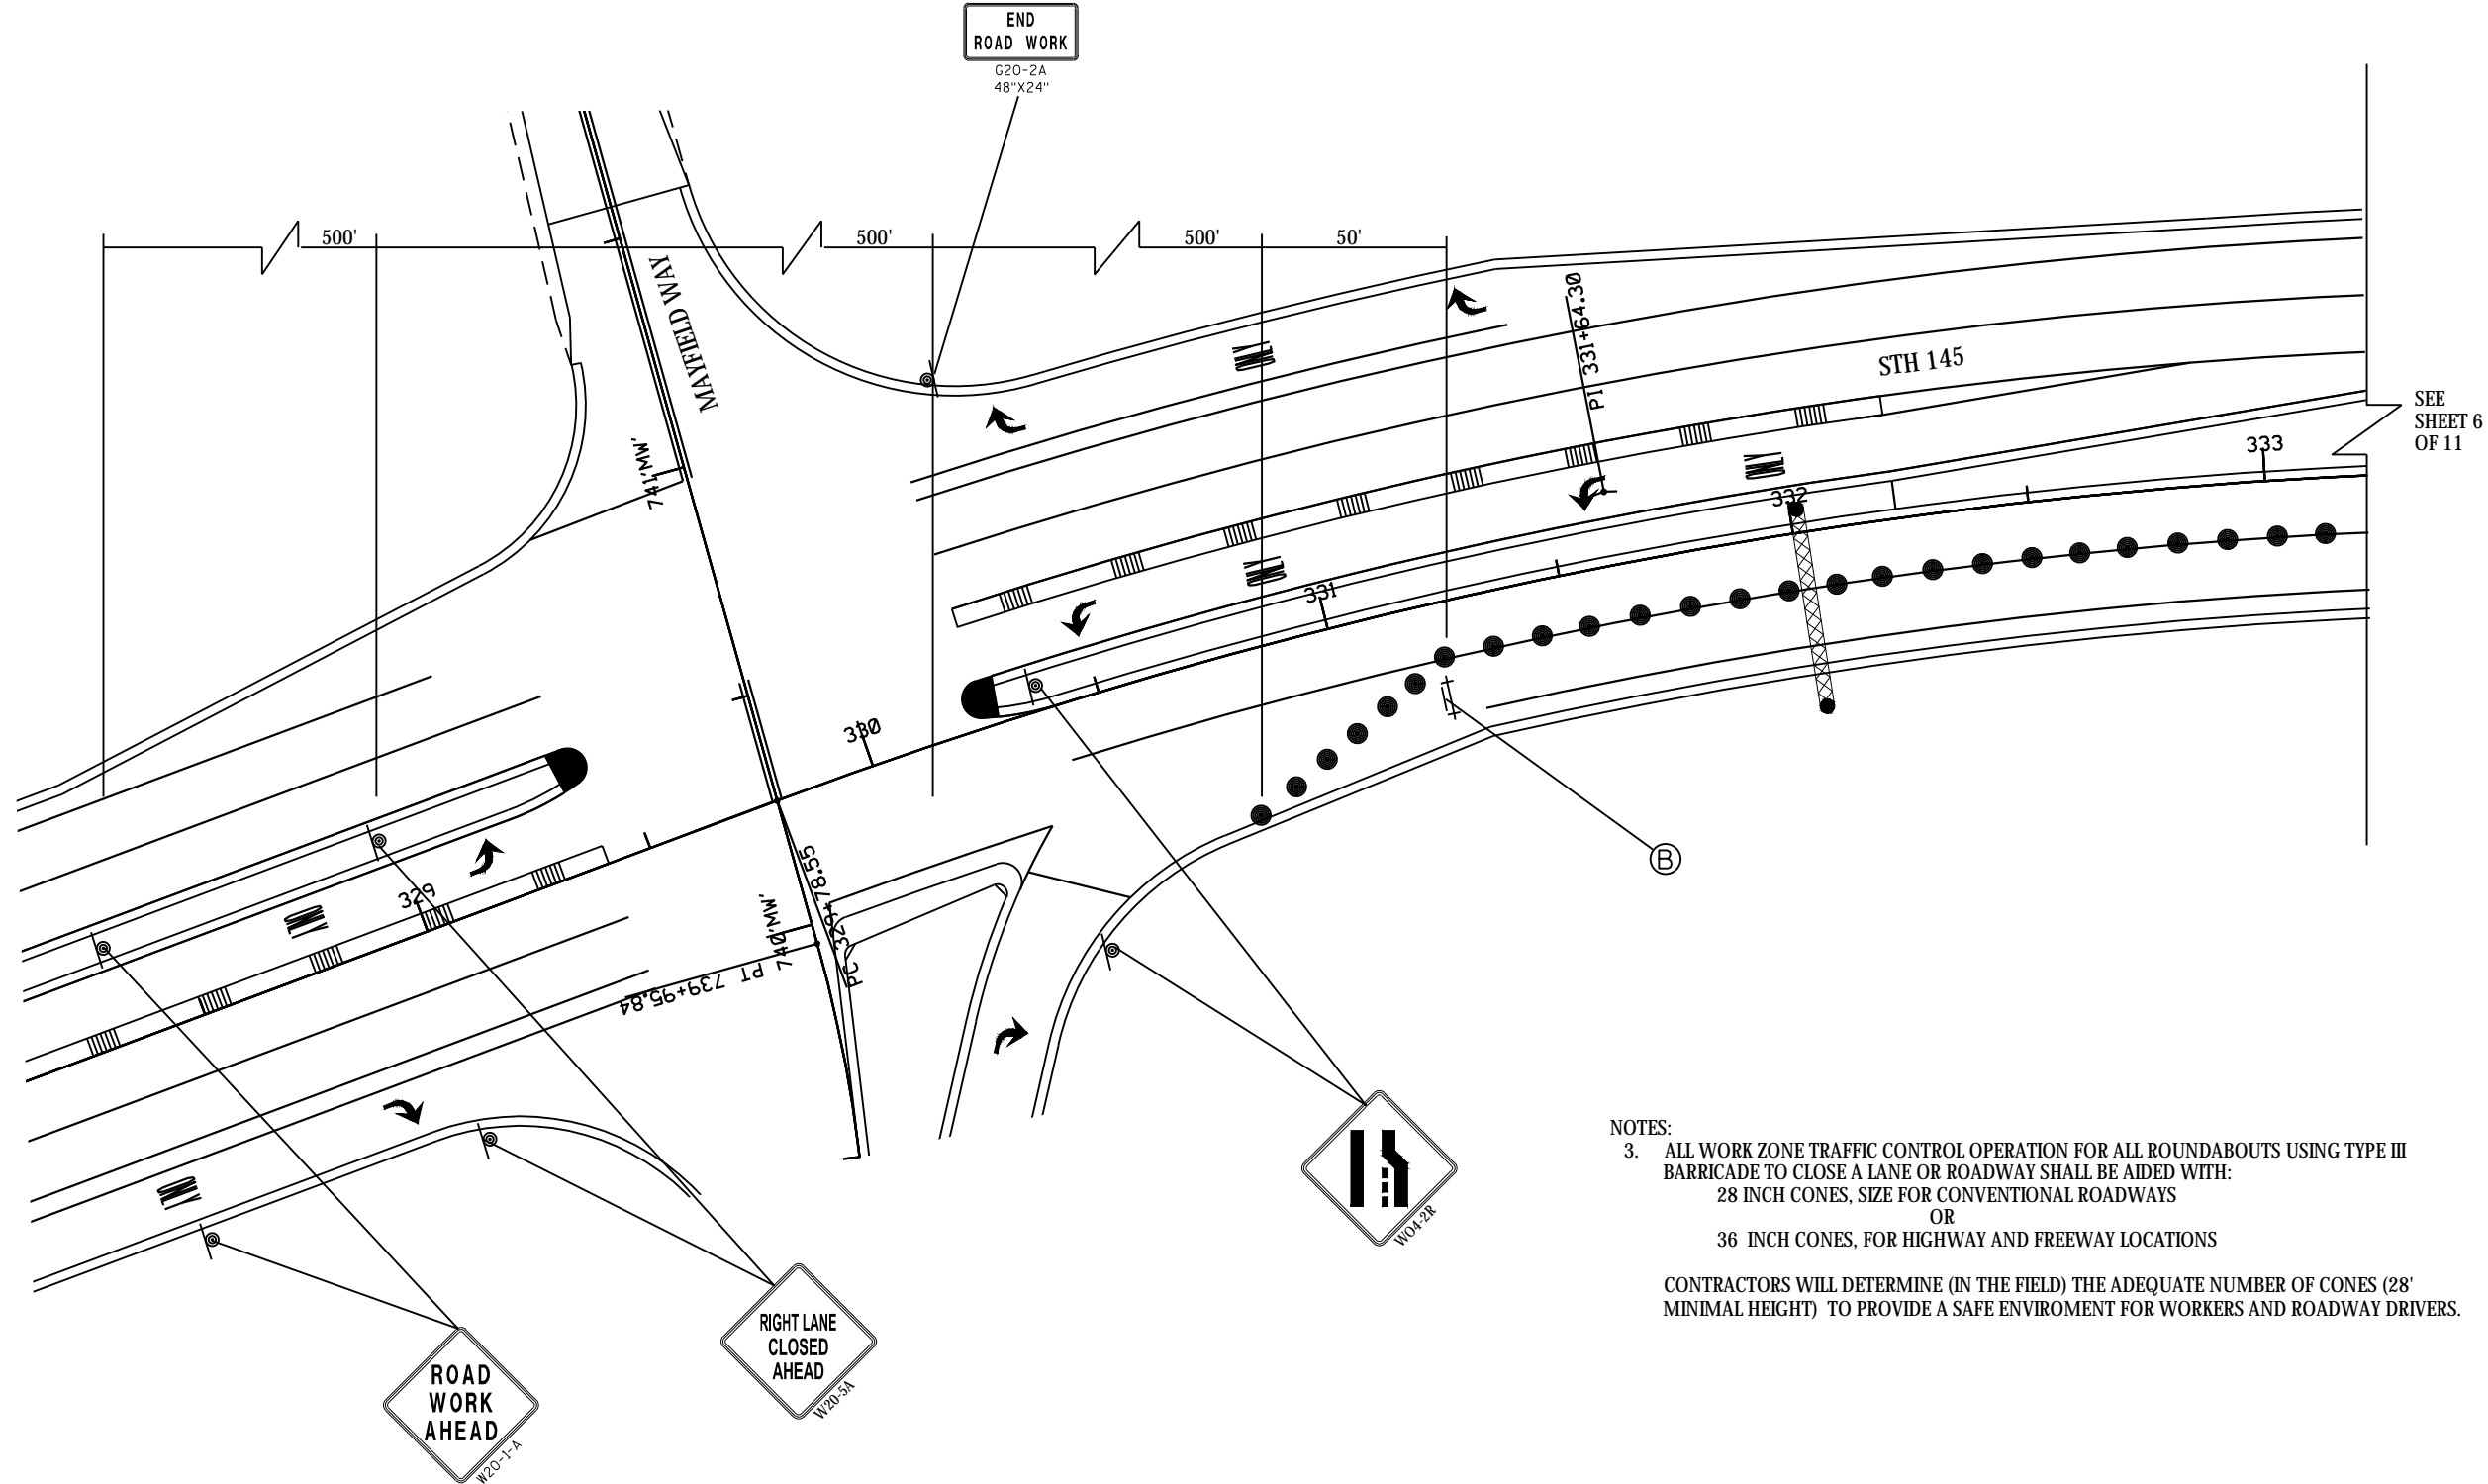 END
ROAD WORK
G20-2A
48"X24"
500'
500'
500'
50'
MAYFIELD WAY
PI 331+64.30
STH 145
SEE
SHEET 6
OF 11
333
741'MW'
332
ONLY
ONLY
ONLY
331
330
329
ONLY
PC 329+78.55
740'MW'
PT 739+95.84
B
ONLY
W04-2R
RIGHT LANE
CLOSED
AHEAD
W20-5A
ROAD
WORK
AHEAD
W20-1-A
NOTES:
3. ALL WORK ZONE TRAFFIC CONTROL OPERATION FOR ALL ROUNDABOUTS USING TYPE III
BARRICADE TO CLOSE A LANE OR ROADWAY SHALL BE AIDED WITH:
28 INCH CONES, SIZE FOR CONVENTIONAL ROADWAYS
OR
36 INCH CONES, FOR HIGHWAY AND FREEWAY LOCATIONS
CONTRACTORS WILL DETERMINE (IN THE FIELD) THE ADEQUATE NUMBER OF CONES (28'
MINIMAL HEIGHT) TO PROVIDE A SAFE ENVIROMENT FOR WORKERS AND ROADWAY DRIVERS.